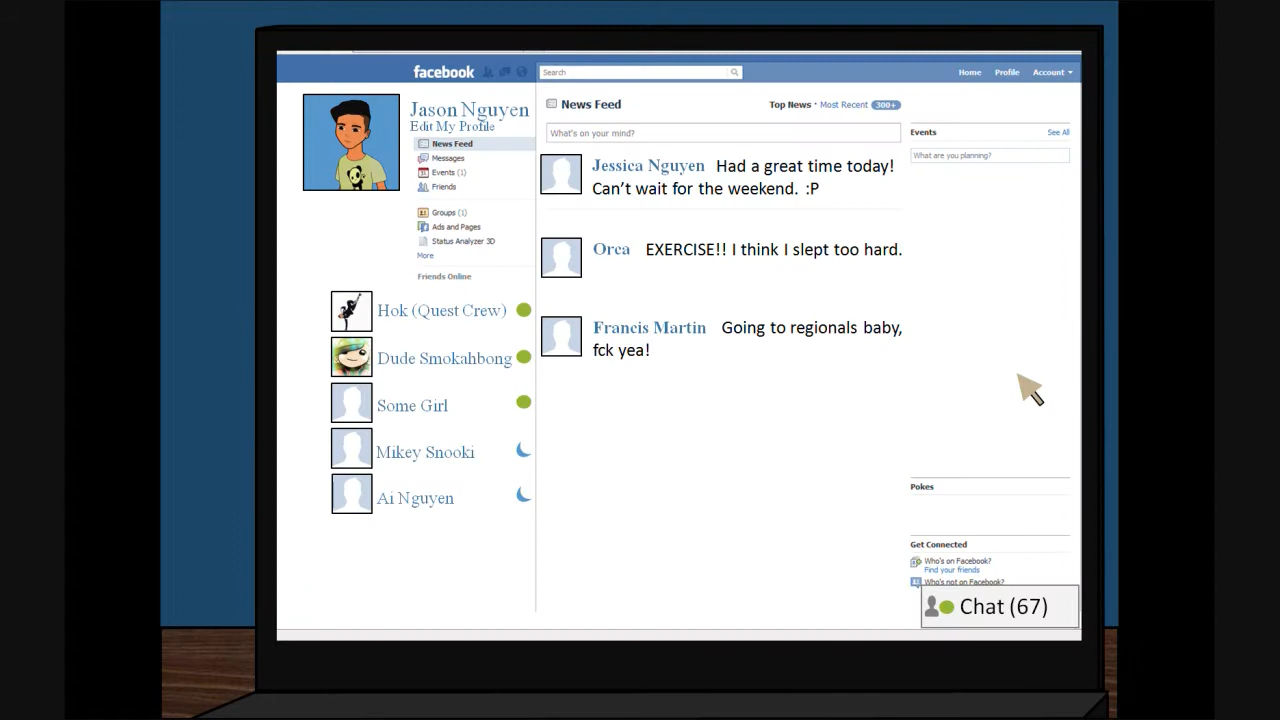 facebook
Search
Home Profile Account
Jason Nguyen
Edit My Profile
News Feed
Messages
Events (1)
Friends
Groups (1)
Ads and Pages
Status Analyzer 3D
More
Friends Online
Hok (Quest Crew)
Dude Smokahbong
Some Girl
Mikey Snooki
Ai Nguyen
News Feed
Top News · Most Recent 300+
What's on your mind?
Jessica Nguyen Had a great time today!
Can't wait for the weekend. :P
Orca EXERCISE!! I think I slept too hard.
Francis Martin Going to regionals baby,
fck yea!
Events See All
What are you planning?
Pokes
Get Connected
Who's on Facebook?
Find your friends
Who's not on Facebook?
Chat (67)